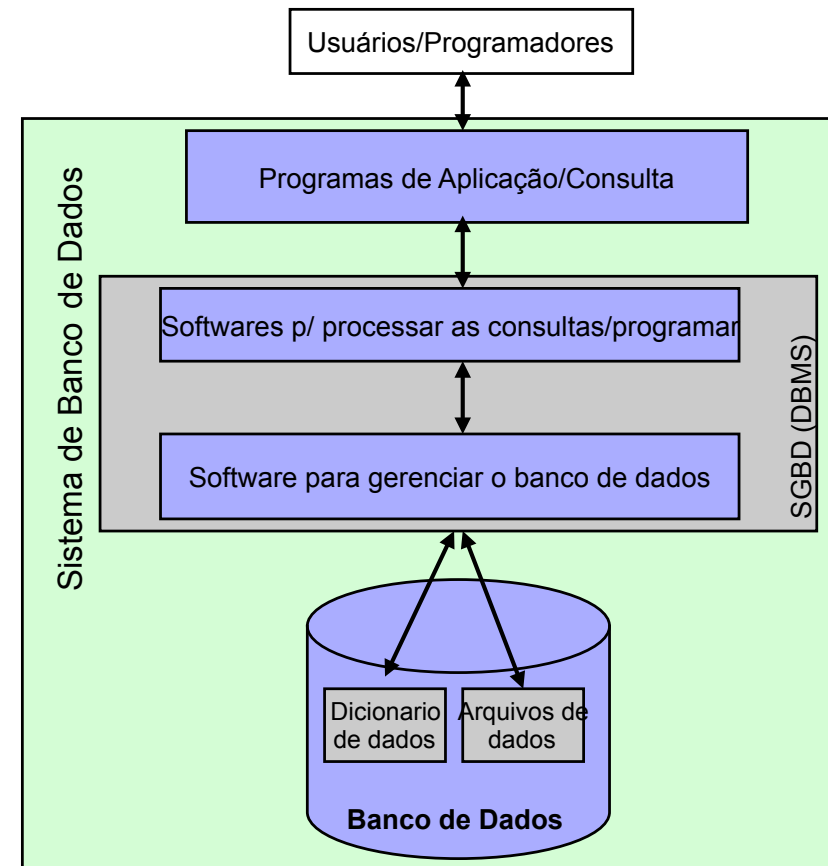 Usuários/Programadores
Sistema de Banco de Dados
Programas de Aplicação/Consulta
Softwares p/ processar as consultas/programar
SGBD (DBMS)
Software para gerenciar o banco de dados
Dicionario
de dados
Arquivos de
dados
Banco de Dados